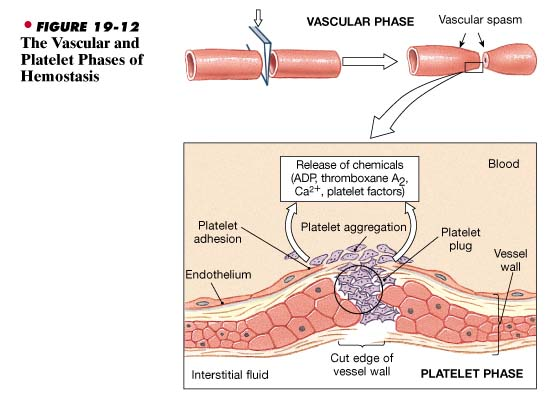 • FIGURE 19-12
The Vascular and
Platelet Phases of
Hemostasis
VASCULAR PHASE
Vascular spasm
Release of chemicals
(ADP, thromboxane A2,
Ca2+, platelet factors)
Blood
Platelet
adhesion
Platelet aggregation
Platelet
plug
Endothelium
Vessel
wall
Cut edge of
vessel wall
Interstitial fluid
PLATELET PHASE